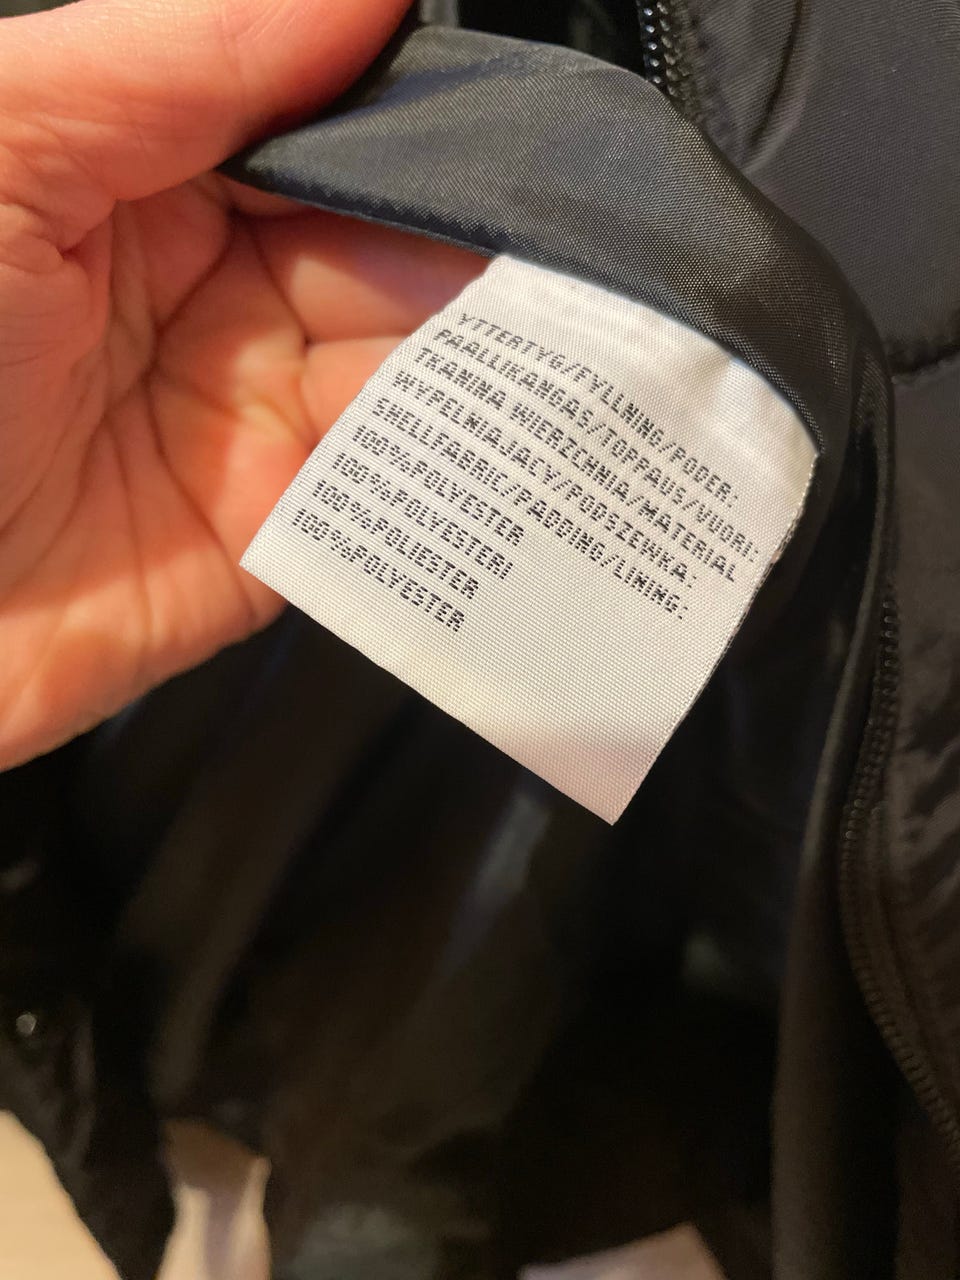 YTTERTYG/FYLLNING/FODER:
PÄÄLLIKANGAS/TOPPAUS/VUORI:
TKANINA WIERZCHNIA/MATERIAŁ
WYPEŁNIAJĄCY/PODSZEWKA:
SHELLFABRIC/PADDING/LINING:
100%POLYESTER
100%POLYESTERI
100%POLIESTER
100%POLYESTER